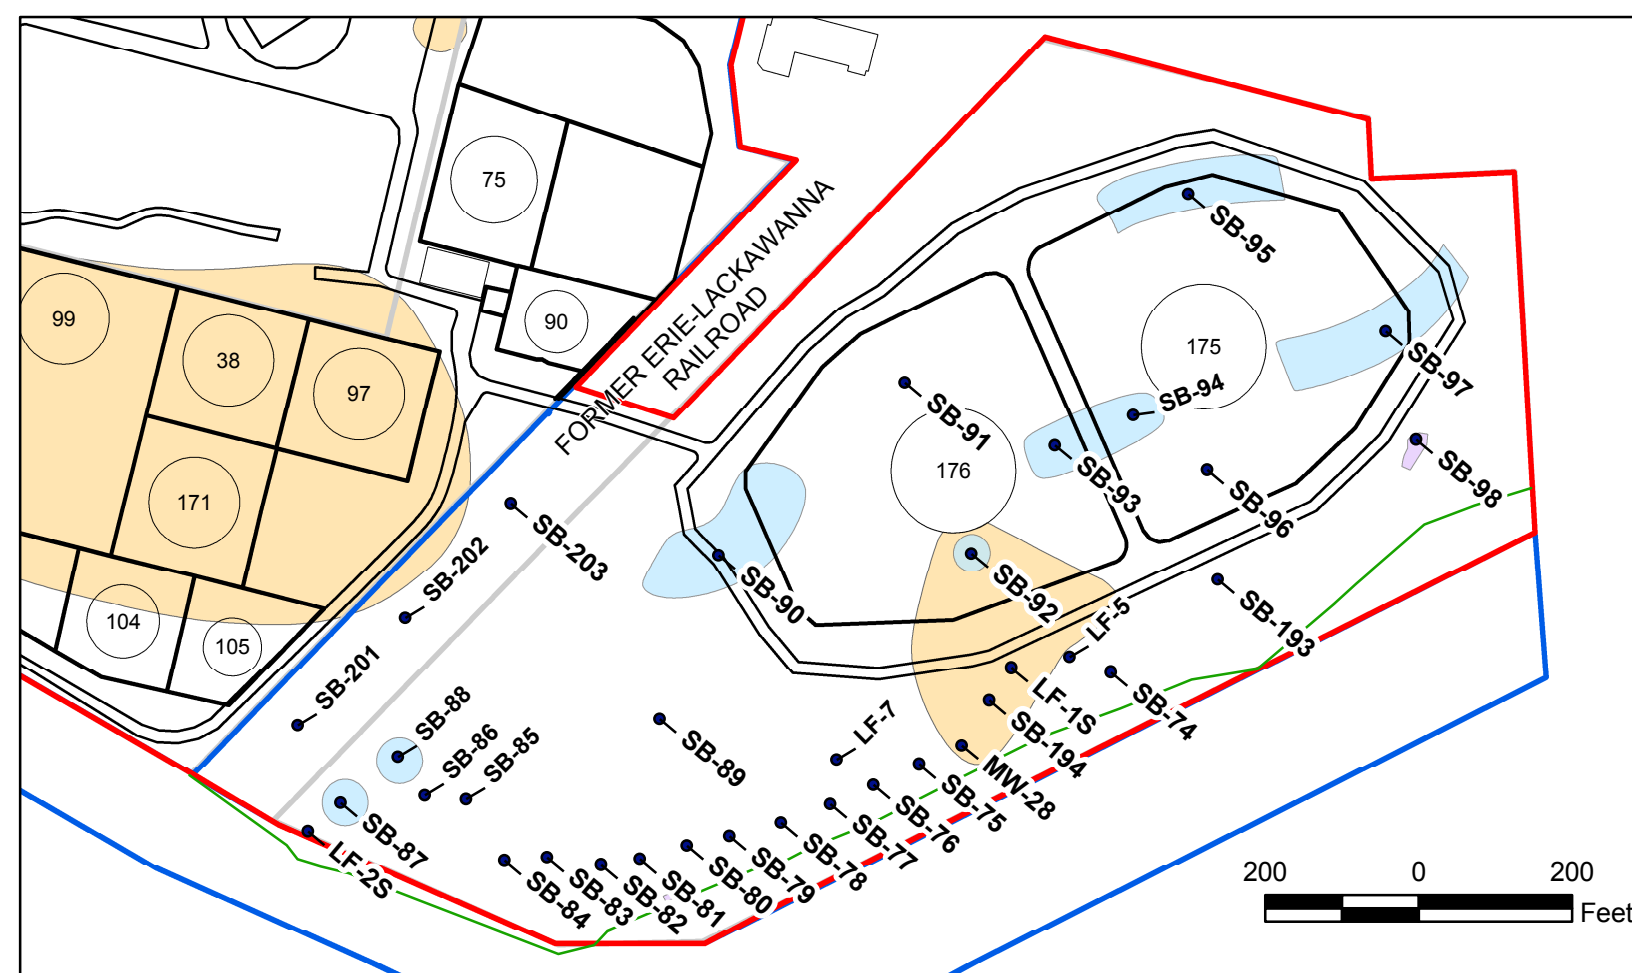 75
FORMER ERIE-LACKAWANNA
RAILROAD
SB-95
99
90
38
175
97
SB-97
SB-94
SB-91
176
SB-93
SB-98
SB-96
171
SB-203
SB-202
SB-90
SB-92
LF-5
SB-193
104
105
SB-201
SB-88
LF-1S
SB-74
SB-86
SB-85
SB-89
LF-7
SB-194
MW-28
SB-75
SB-76
SB-77
SB-78
SB-87
LF-2S
SB-79
SB-80
SB-81
SB-82
SB-83
SB-84
200 0 200
Feet